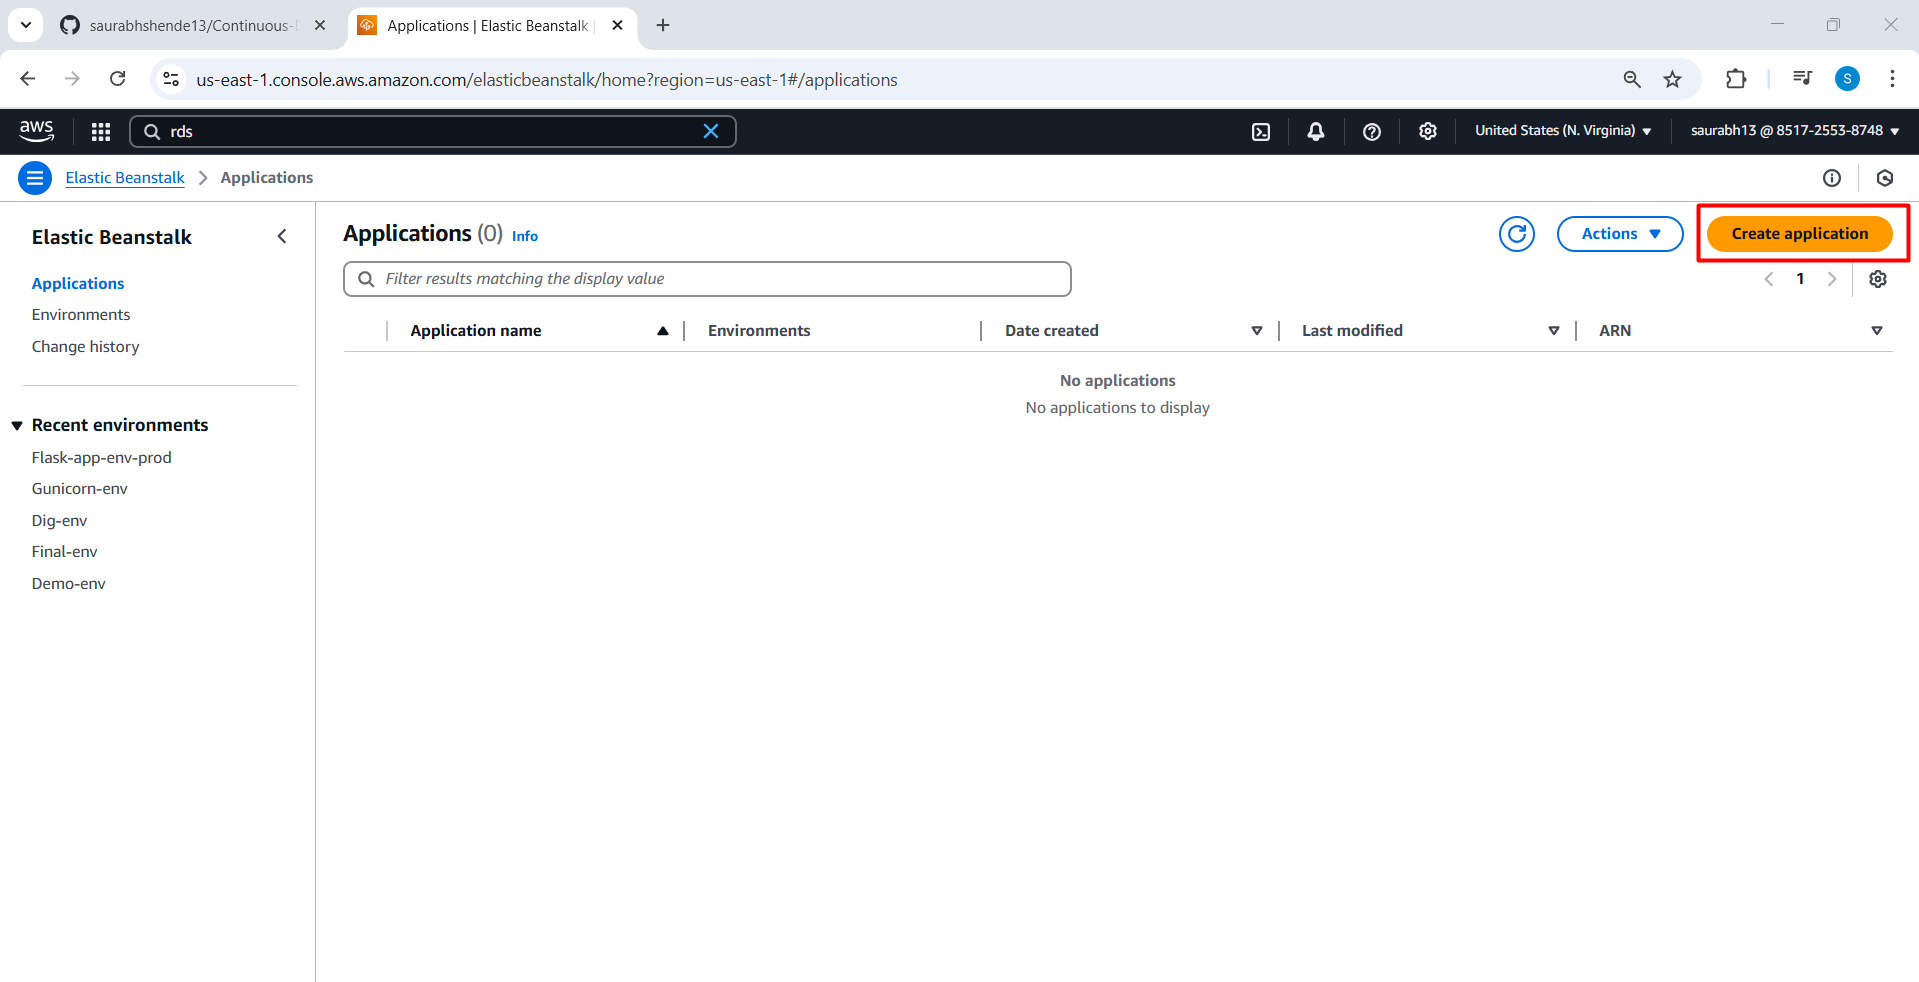 saurabhshende13/Continuous-D
Applications | Elastic Beanstalk
us-east-1.console.aws.amazon.com/elasticbeanstalk/home?region=us-east-1#/applications
S
aws
rds
United States (N. Virginia)
saurabh13 @ 8517-2553-8748
Elastic Beanstalk > Applications
Elastic Beanstalk
Applications
Environments
Change history
Recent environments
Flask-app-env-prod
Gunicorn-env
Dig-env
Final-env
Demo-env
Applications (0) Info
Actions
Create application
Filter results matching the display value
1
Application name
Environments
Date created
Last modified
ARN
No applications
No applications to display